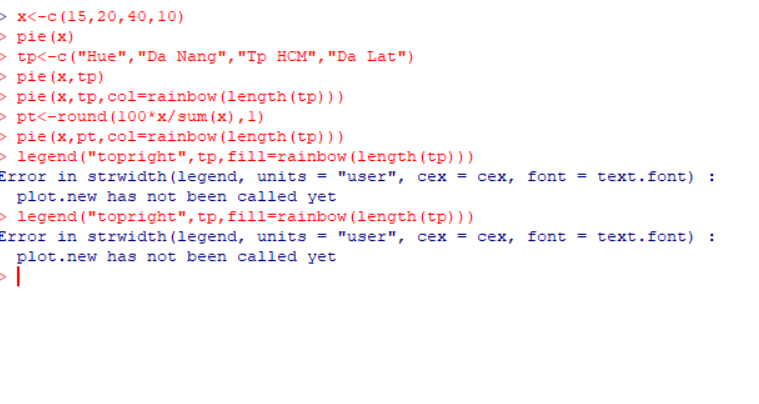 > x<-c(15,20,40,10)
> pie(x)
> tp<-c("Hue","Da Nang","Tp HCM","Da Lat")
> pie(x,tp)
> pie(x,tp,col=rainbow(length(tp)))
> pt<-round(100*x/sum(x),1)
> pie(x,pt,col=rainbow(length(tp)))
> legend("topright",tp,fill=rainbow(length(tp)))
Error in strwidth(legend, units = "user", cex = cex, font = text.font) :
  plot.new has not been called yet
> legend("topright",tp,fill=rainbow(length(tp)))
Error in strwidth(legend, units = "user", cex = cex, font = text.font) :
  plot.new has not been called yet
>